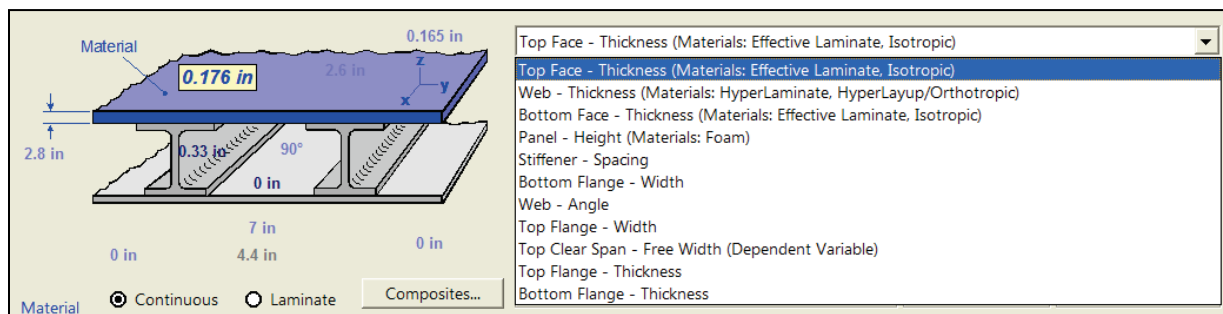 Material
0.165 in
0.176 in
2.6 in
z
y
x
2.8 in
0.33 in
90°
0 in
7 in
0 in
4.4 in
0 in
Material
Continuous
Laminate
Composites...
Top Face - Thickness (Materials: Effective Laminate, Isotropic)
Top Face - Thickness (Materials: Effective Laminate, Isotropic)
Web - Thickness (Materials: HyperLaminate, HyperLayup/Orthotropic)
Bottom Face - Thickness (Materials: Effective Laminate, Isotropic)
Panel - Height (Materials: Foam)
Stiffener - Spacing
Bottom Flange - Width
Web - Angle
Top Flange - Width
Top Clear Span - Free Width (Dependent Variable)
Top Flange - Thickness
Bottom Flange - Thickness